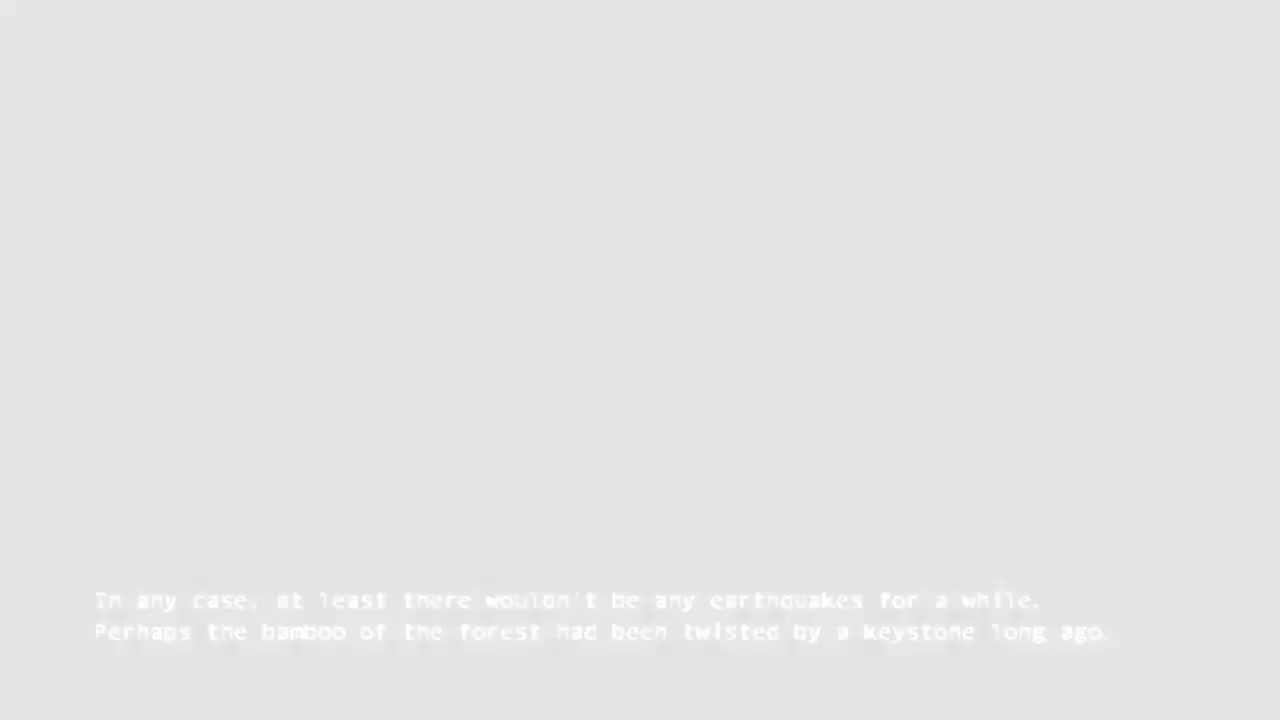 In any case, at least there wouldn't be any earthquakes for a while.
Perhaps the bamboo of the forest had been twisted by a keystone long ago.